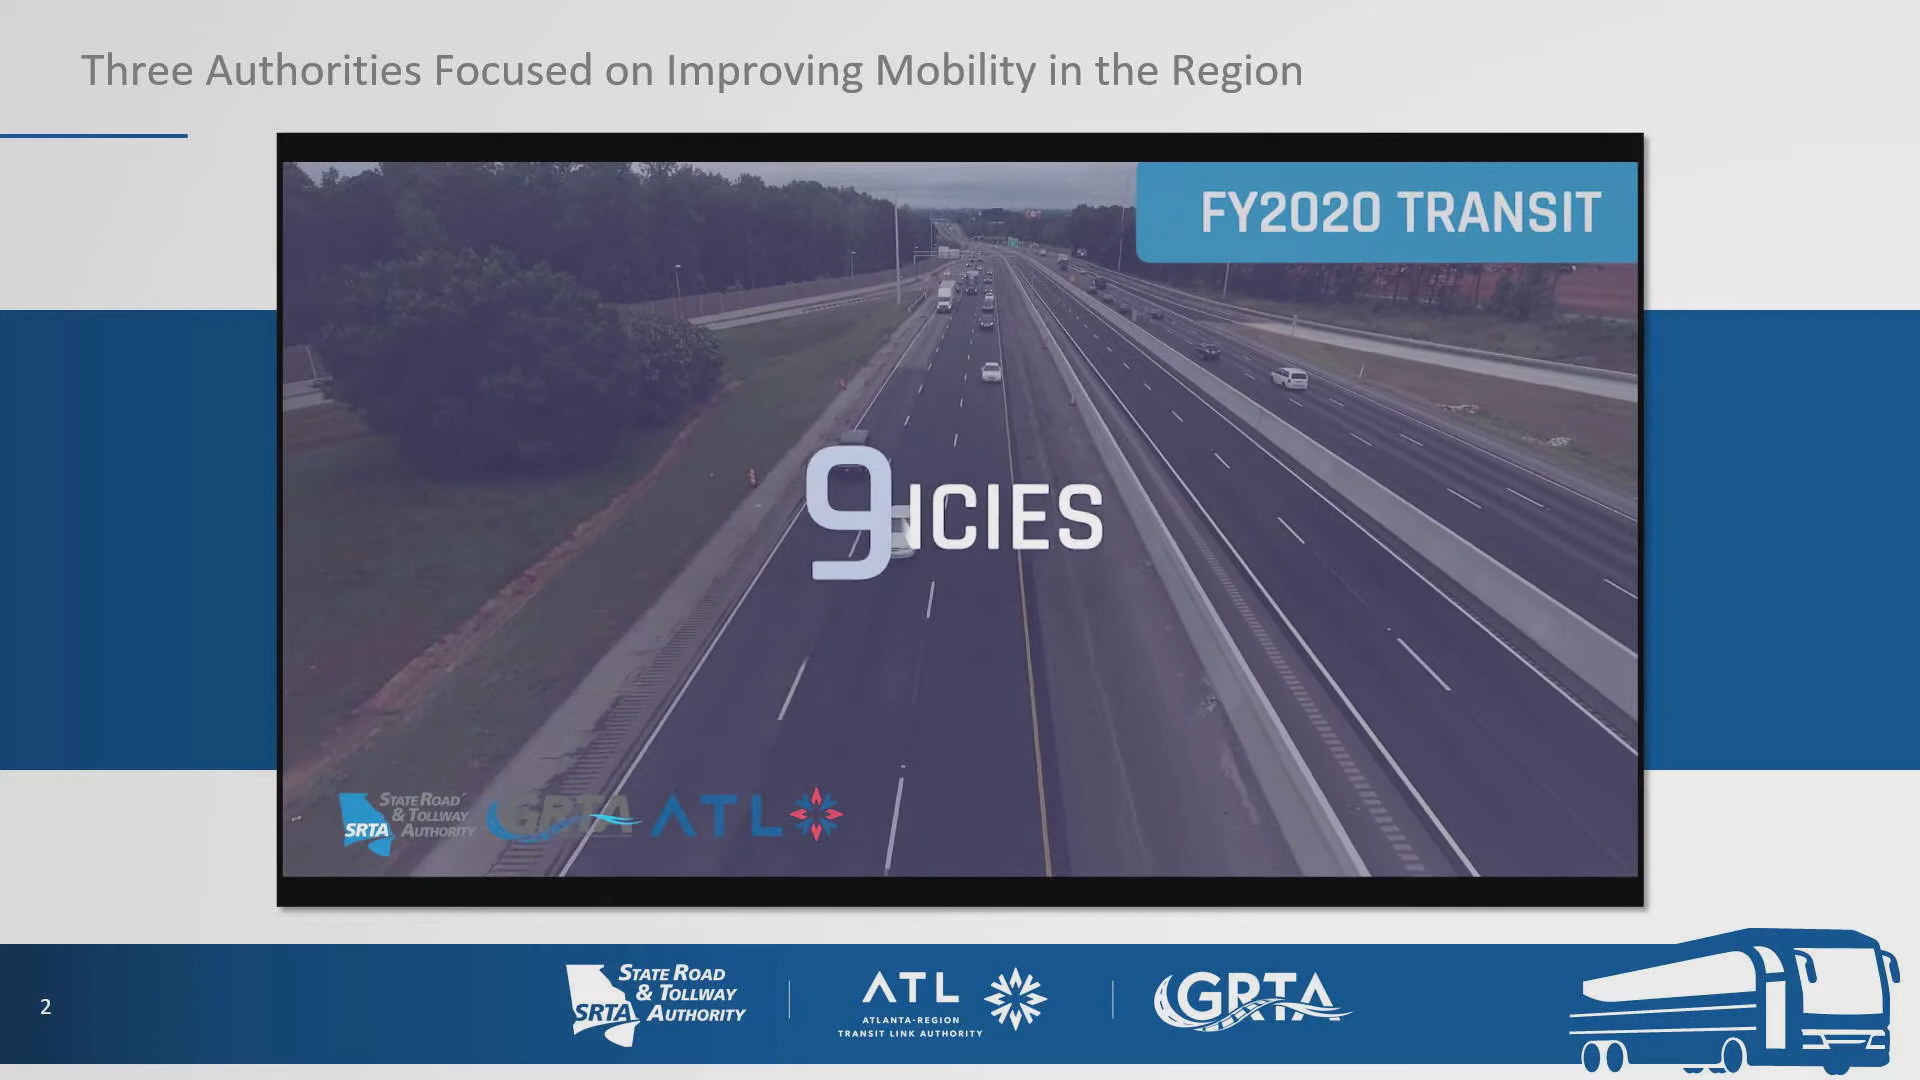 Three Authorities Focused on Improving Mobility in the Region
FY2020 TRANSIT
9
ICIES
STATE ROAD
& TOLLWAY
AUTHORITY
SRTA
GRTA
ATL
2
STATE ROAD
& TOLLWAY
AUTHORITY
SRTA
ATL
ATLANTA-REGION
TRANSIT LINK AUTHORITY
GRTA